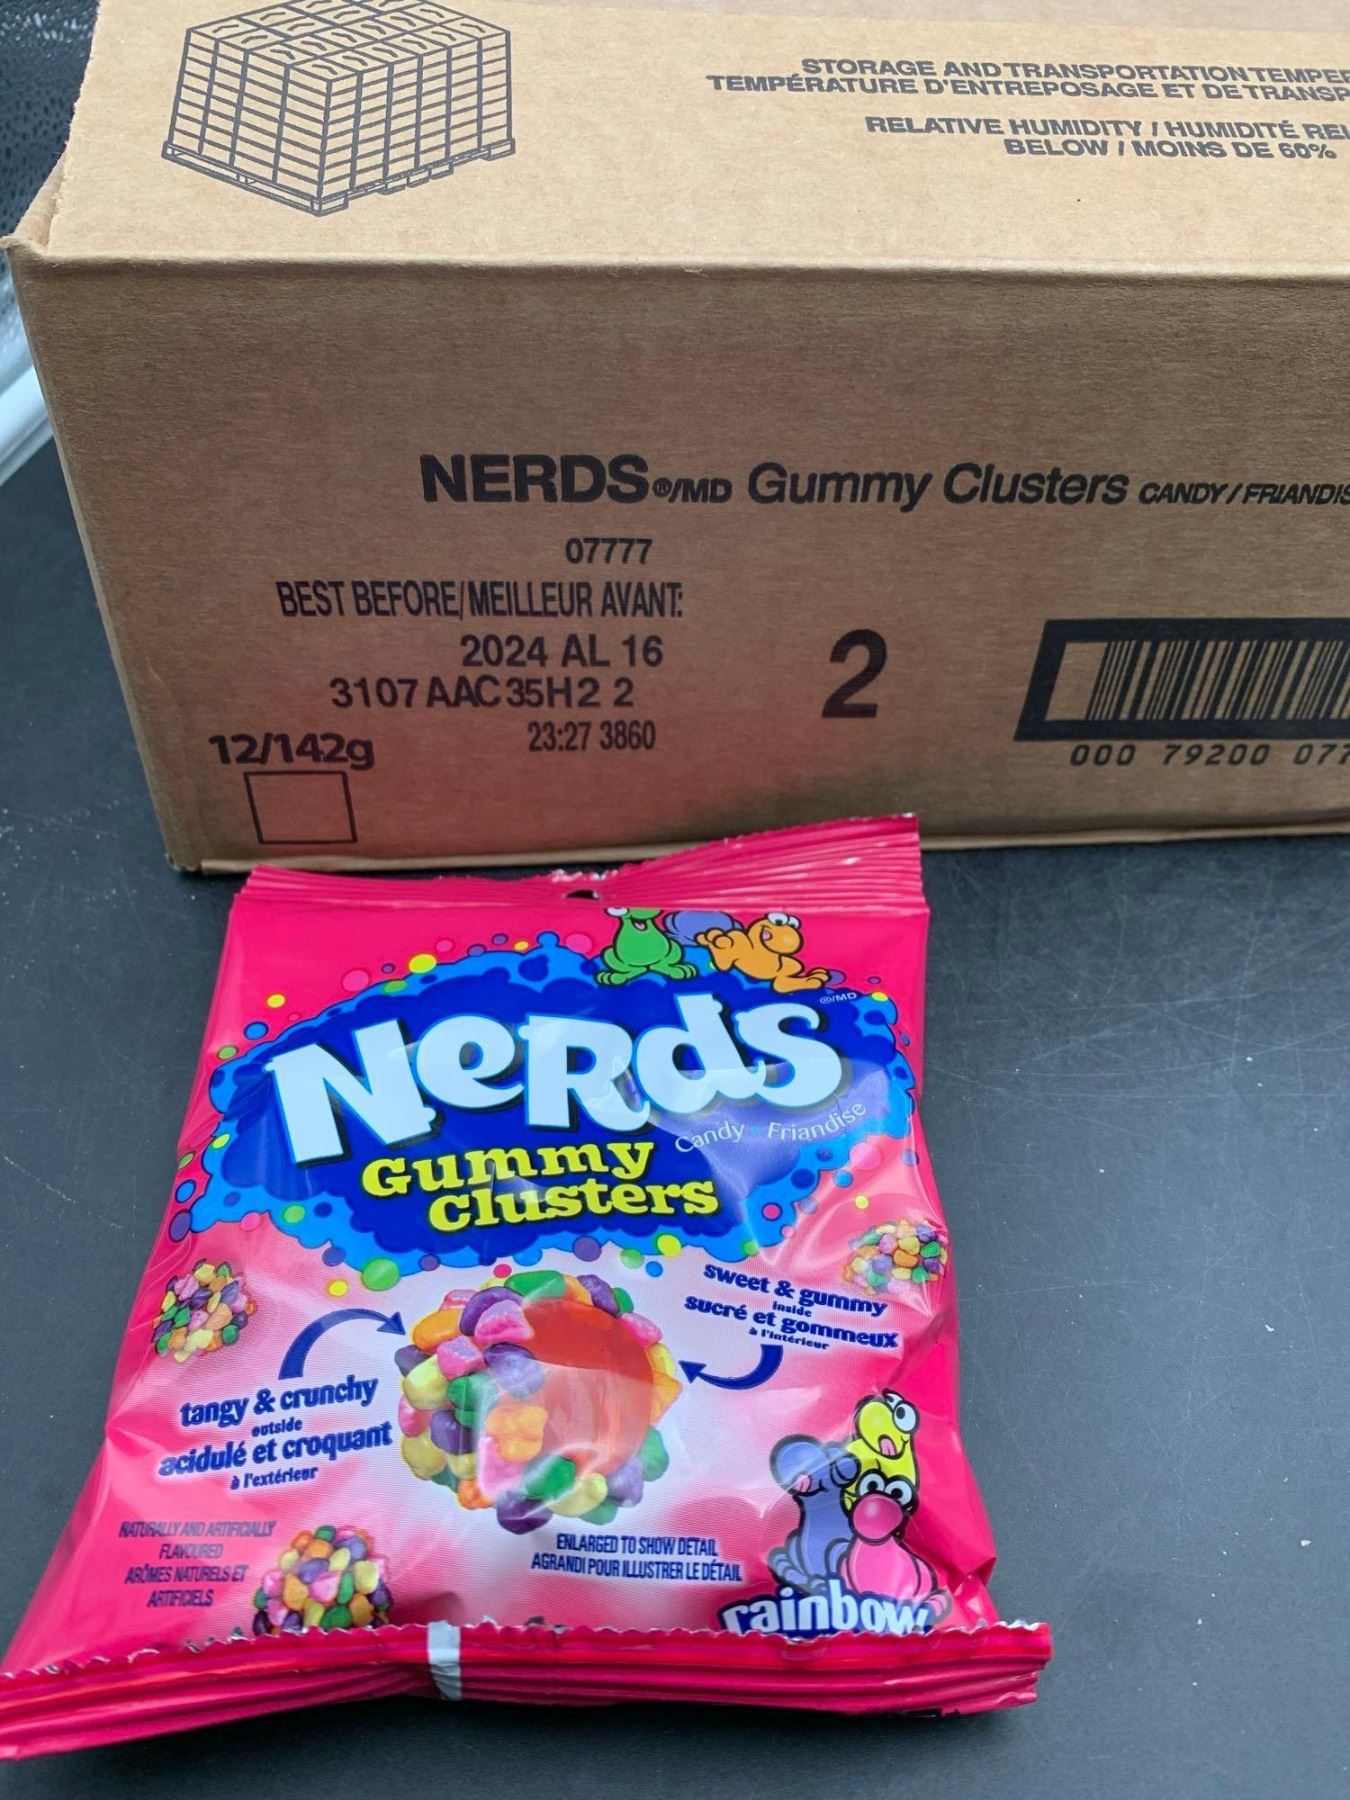 STORAGE AND TRANSPORTATION
TEMPÉRATURE D'ENTREPOSAGE ET DE
RELATIVE HUMIDITY / HUMIDITÉ
BELOW / MOINS DE 60%
NERDS®/MD Gummy Clusters CANDY/
07777
BEST BEFORE/MEILLEUR AVANT:
2024 AL 16
3107 AAC 35H2 2
23:27 3860
12/142g
2
000 79200 077
NeRds ®/MD
Candy Friandise
Gummy
Clusters
sweet & gummy
inside
sucré et gommeux
à l'intérieur
tangy & crunchy
outside
acidulé et croquant
à l'extérieur
NATURALLY AND ARTIFICIALLY
FLAVOURED
ARÔMES NATURELS ET
ARTIFICIELS
ENLARGED TO SHOW DETAIL
AGRANDI POUR ILLUSTRER LE DÉTAIL
rainbow